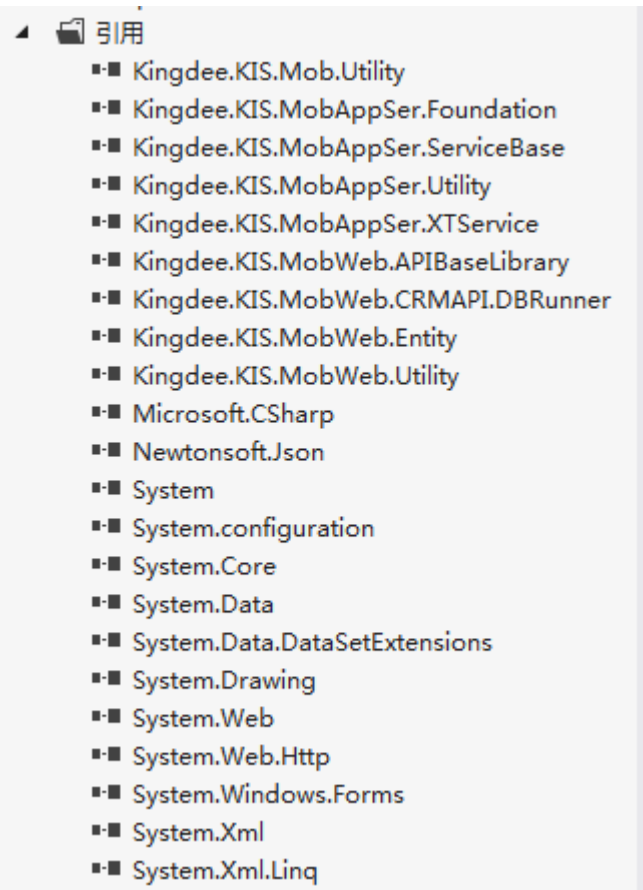 引用
Kingdee.KIS.Mob.Utility
Kingdee.KIS.MobAppSer.Foundation
Kingdee.KIS.MobAppSer.ServiceBase
Kingdee.KIS.MobAppSer.Utility
Kingdee.KIS.MobAppSer.XTService
Kingdee.KIS.MobWeb.APIBaseLibrary
Kingdee.KIS.MobWeb.CRMAPI.DBRunner
Kingdee.KIS.MobWeb.Entity
Kingdee.KIS.MobWeb.Utility
Microsoft.CSharp
Newtonsoft.Json
System
System.configuration
System.Core
System.Data
System.Data.DataSetExtensions
System.Drawing
System.Web
System.Web.Http
System.Windows.Forms
System.Xml
System.Xml.Linq